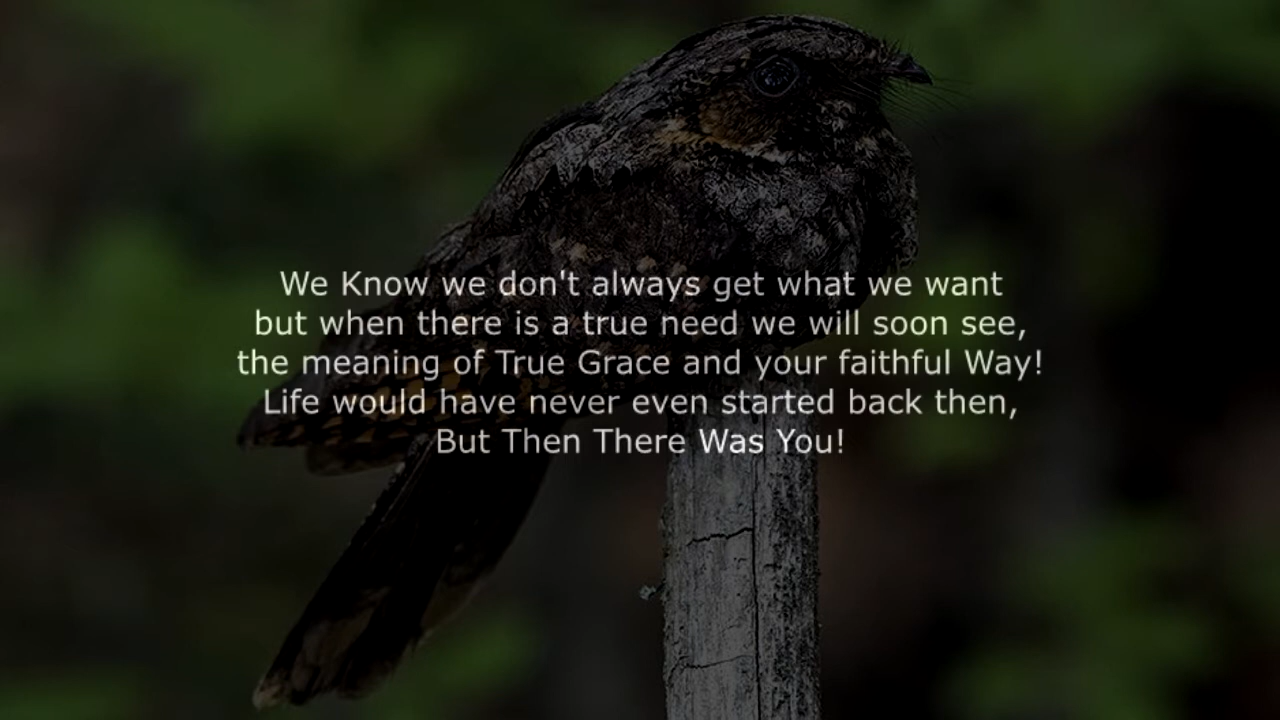 We Know we don't always get what we want
but when there is a true need we will soon see,
the meaning of True Grace and your faithful Way!
Life would have never even started back then,
But Then There Was You!